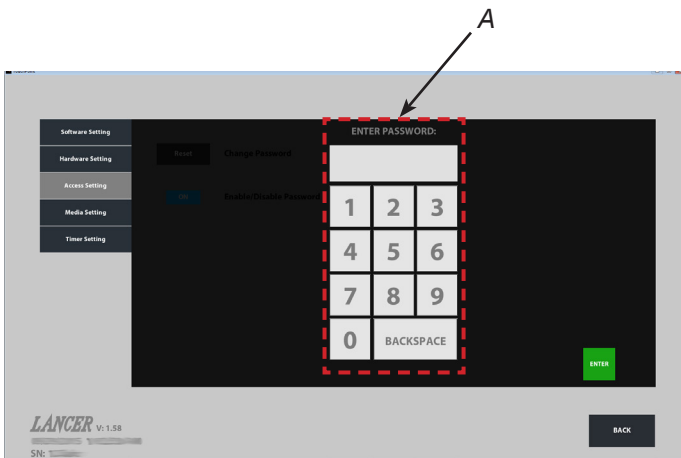 A
Software Setting
Hardware Setting
Access Setting
Media Setting
Timer Setting
Reset Change Password
Enable/Disable Password
ENTER PASSWORD:
1 2 3
4 5 6
7 8 9
0 BACKSPACE
ENTER
LANCER V: 1.58
SN:
BACK